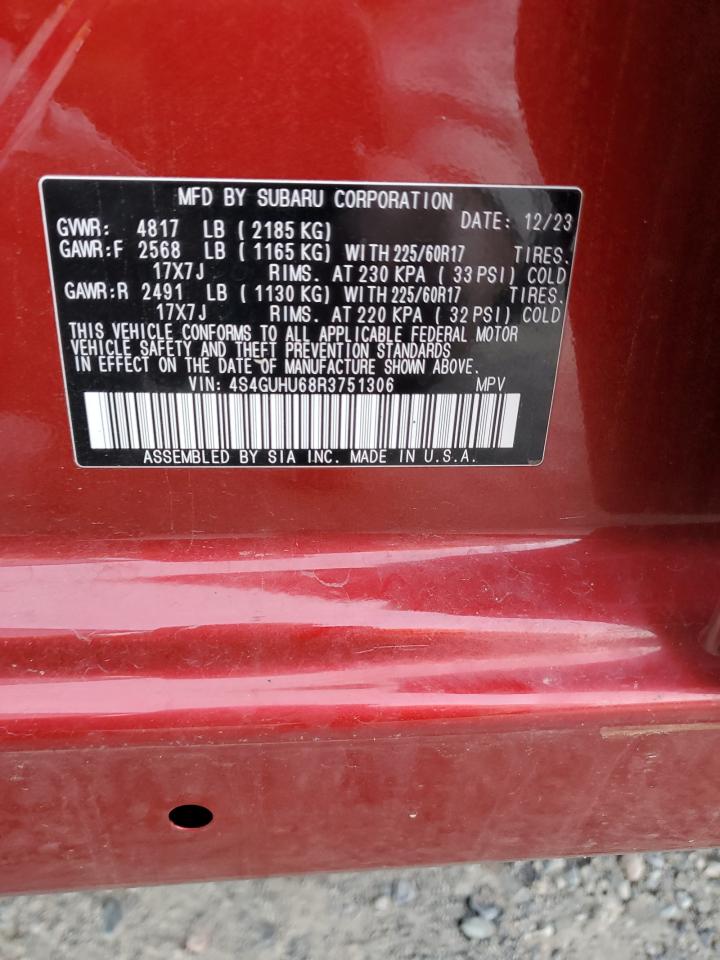 MFD BY SUBARU CORPORATION
DATE: 12/23
GVWR: 4817 LB ( 2185 KG)
GAWR:F 2568 LB ( 1165 KG) WITH 225/60R17 TIRES.
17X7J RIMS. AT 230 KPA ( 33 PSI) COLD
GAWR:R 2491 LB ( 1130 KG) WITH 225/60R17 TIRES.
17X7J RIMS. AT 220 KPA ( 32 PSI) COLD
THIS VEHICLE CONFORMS TO ALL APPLICABLE FEDERAL MOTOR
VEHICLE SAFETY AND THEFT PREVENTION STANDARDS
IN EFFECT ON THE DATE OF MANUFACTURE SHOWN ABOVE.
VIN: 4S4GUHU68R3751306 MPV
ASSEMBLED BY SIA INC. MADE IN U.S.A.